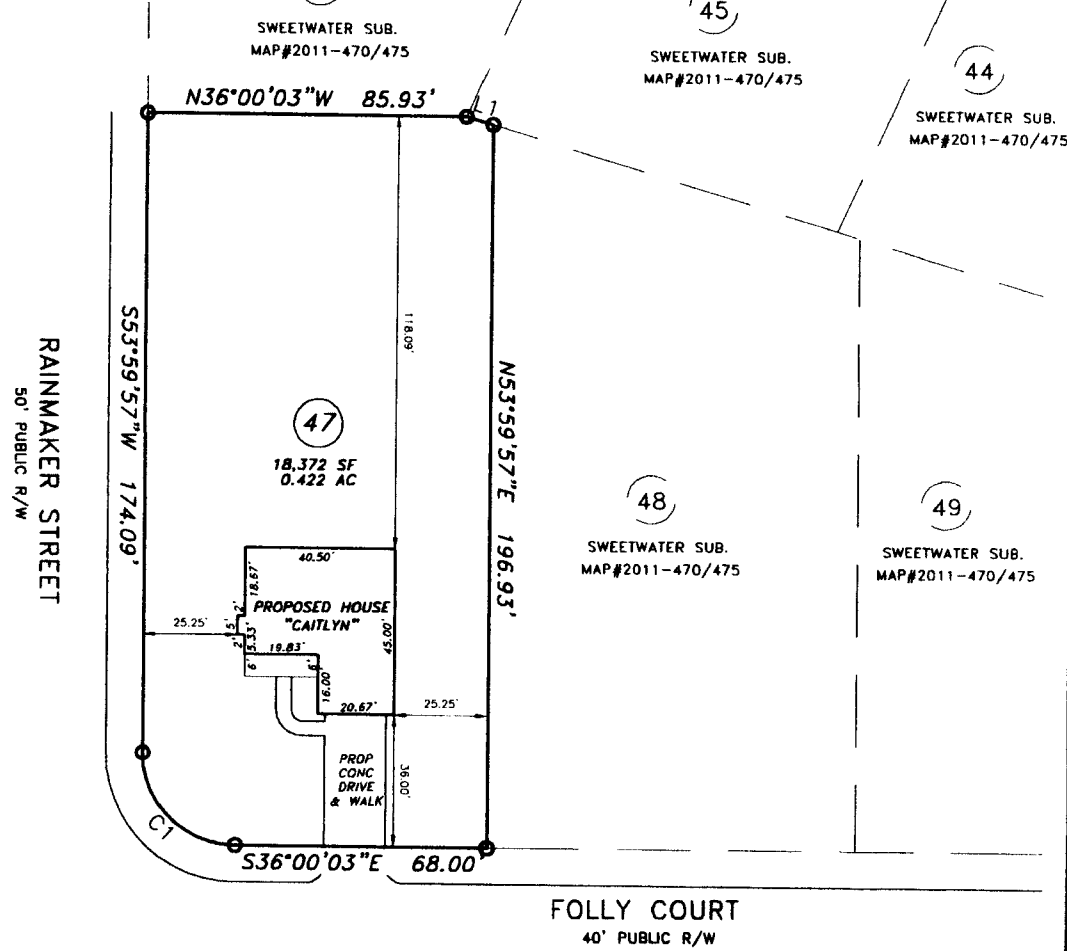 45
SWEETWATER SUB.
MAP#2011-470/475
SWEETWATER SUB.
MAP#2011-470/475
44
SWEETWATER SUB.
MAP#2011-470/475
N36°00'03"W 85.93'
L1
118.09'
S53°59'57"W 174.09'
N53°59'57"E 196.93'
RAINMAKER STREET
50' PUBLIC R/W
47
18,372 SF
0.422 AC
48
SWEETWATER SUB.
MAP#2011-470/475
49
SWEETWATER SUB.
MAP#2011-470/475
40.50'
18.67'
2'
PROPOSED HOUSE
"CAITLYN"
45.00'
25.25'
5'
2'
5.33'
19.83'
6'
6'
16.00'
20.67'
25.25'
PROP
CONC
DRIVE
& WALK
36.00'
C1
S36°00'03"E 68.00'
FOLLY COURT
40' PUBLIC R/W